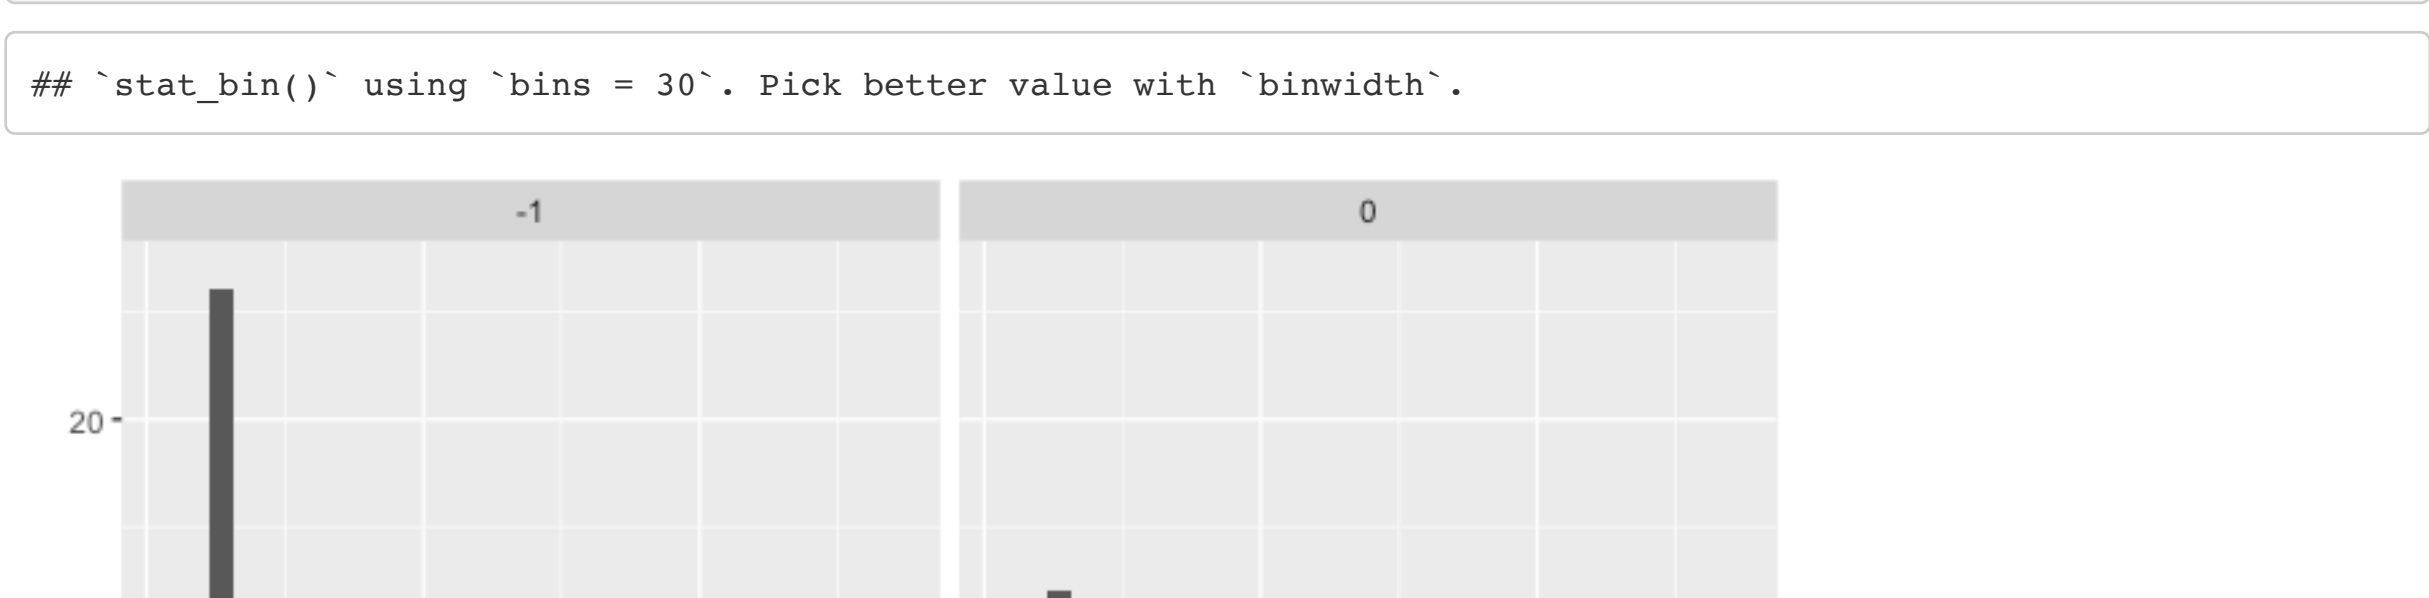 ## `stat_bin()` using `bins = 30`. Pick better value with `binwidth`.
-1 0
20